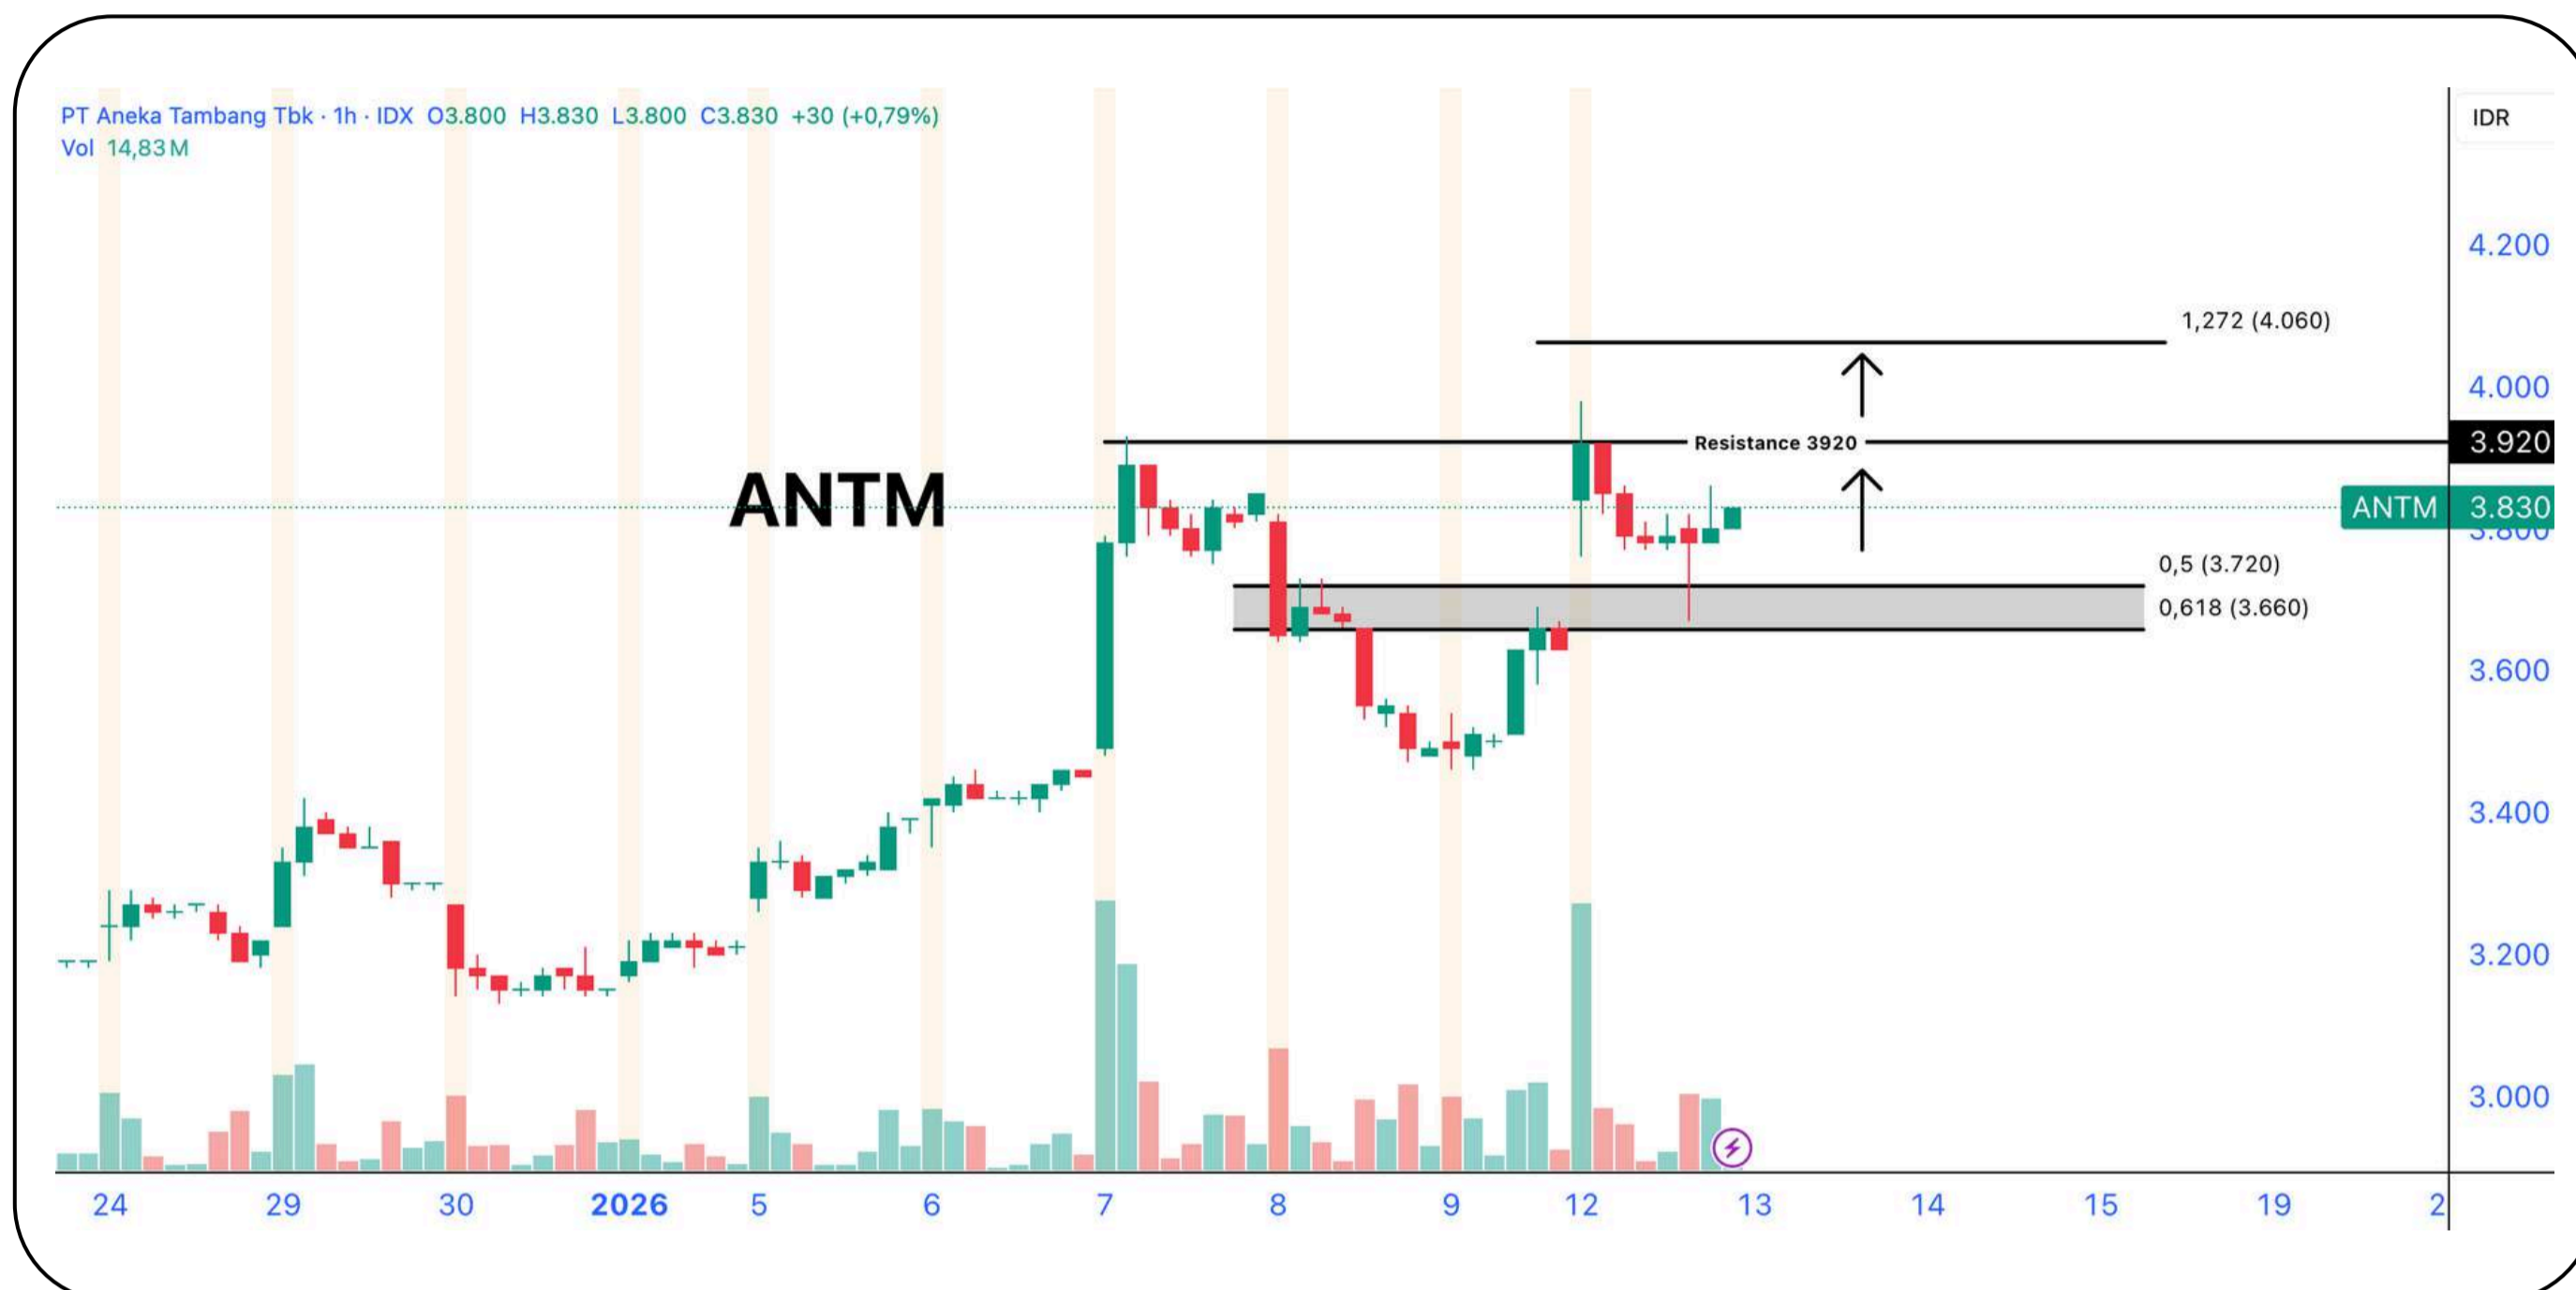 PT Aneka Tambang Tbk · 1h · IDX O3.800 H3.830 L3.800 C3.830 +30 (+0,79%)
Vol 14,83 M
IDR
4.200
1,272 (4.060)
4.000
Resistance 3920
3.920
ANTM
ANTM 3.830
3.800
0,5 (3.720)
0,618 (3.660)
3.600
3.400
3.200
3.000
24 29 30 2026 5 6 7 8 9 12 13 14 15 19 2